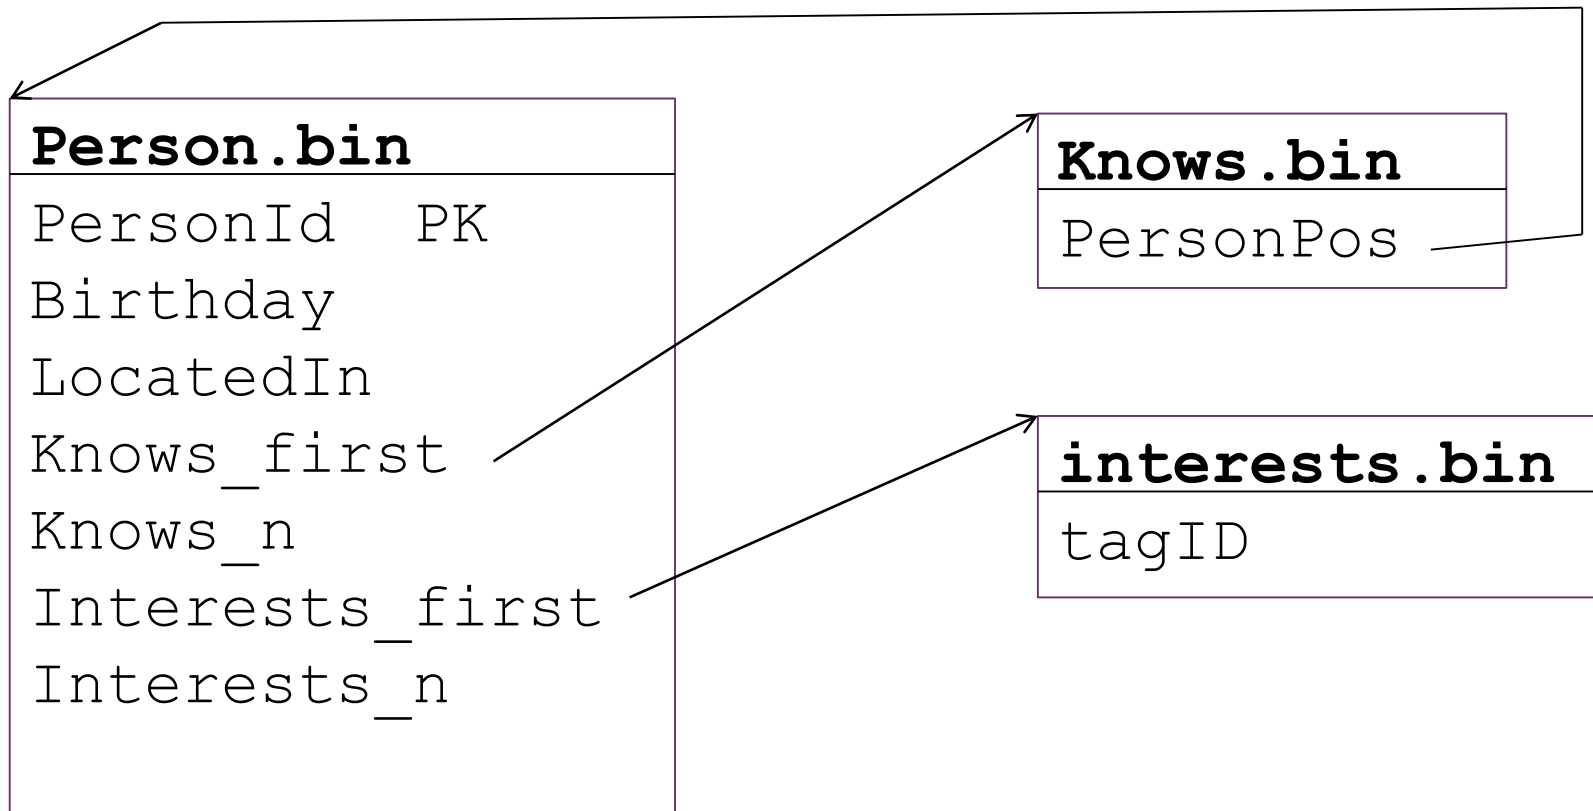 Person.bin
PersonId PK
Birthday
LocatedIn
Knows_first
Knows_n
Interests_first
Interests_n
Knows.bin
PersonPos
interests.bin
tagID